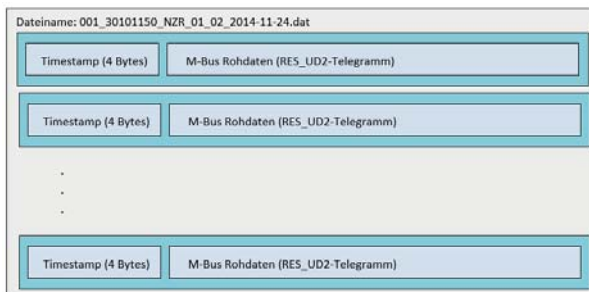 Dateiname: 001_30101150_NZR_01_02_2014-11-24.dat
Timestamp (4 Bytes) M-Bus Rohdaten (RES_UD2-Telegramm)
Timestamp (4 Bytes) M-Bus Rohdaten (RES_UD2-Telegramm)
.
.
.
Timestamp (4 Bytes) M-Bus Rohdaten (RES_UD2-Telegramm)